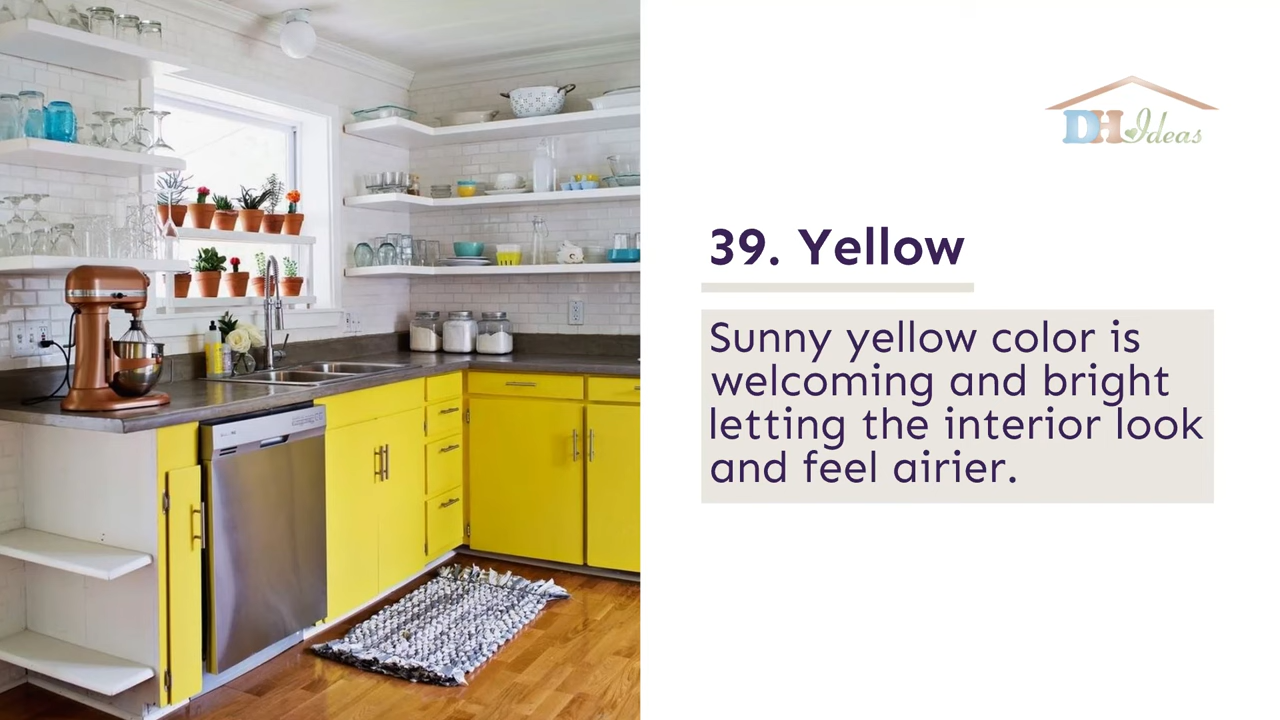 DH Ideas
39. Yellow
Sunny yellow color is
welcoming and bright
letting the interior look
and feel airier.